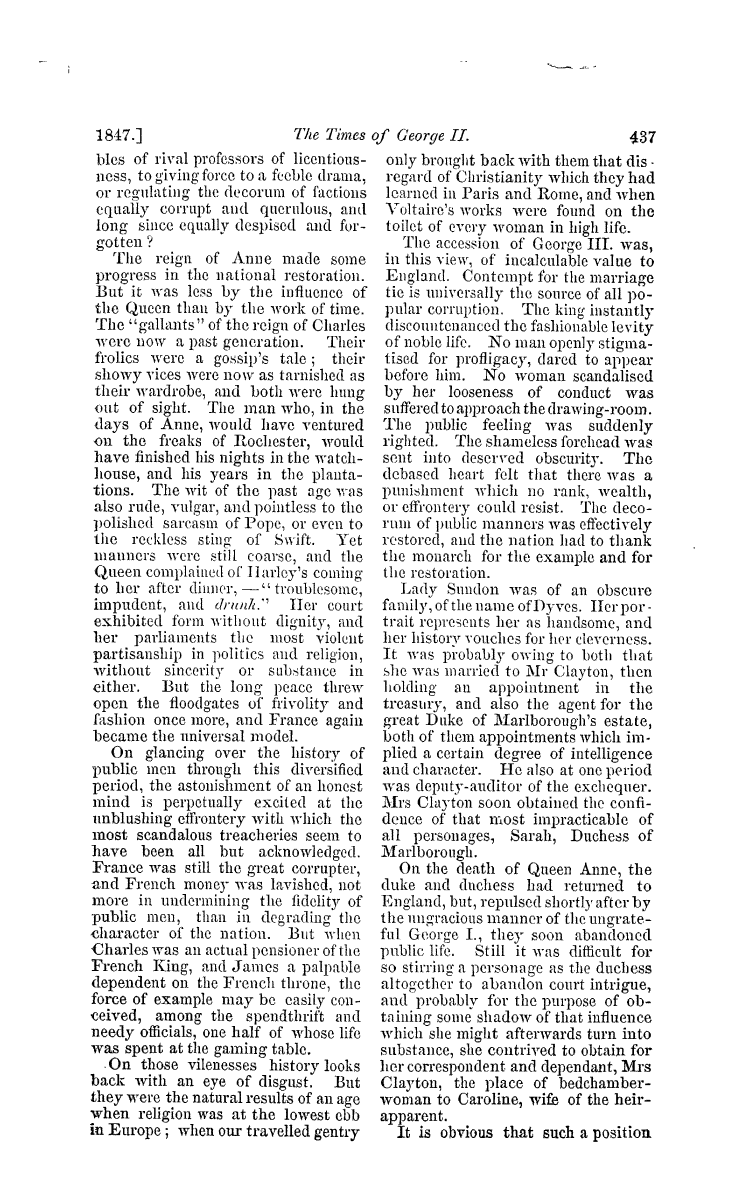 1847.] The Times of George II. 437
bles of rival professors of licentious-
ness, to giving force to a feeble drama,
or regulating the decorum of factions
equally corrupt and querulous, and
long since equally despised and for-
gotten ?
The reign of Anne made some
progress in the national restoration.
But it was less by the influence of
the Queen than by the work of time.
The "gallants" of the reign of Charles
were now a past generation. Their
frolics were a gossip's tale ; their
showy vices were now as tarnished as
their wardrobe, and both were hung
out of sight. The man who, in the
days of Anne, would have ventured
on the freaks of Rochester, would
have finished his nights in the watch-
house, and his years in the planta-
tions. The wit of the past age was
also rude, vulgar, and pointless to the
polished sarcasm of Pope, or even to
the reckless sting of Swift. Yet
manners were still coarse, and the
Queen complained of Harley's coming
to her after dinner, — "troublesome,
impudent, and drunk." Her court
exhibited form without dignity, and
her parliaments the most violent
partisanship in politics and religion,
without sincerity or substance in
either. But the long peace threw
open the floodgates of frivolity and
fashion once more, and France again
became the universal model.
On glancing over the history of
public men through this diversified
period, the astonishment of an honest
mind is perpetually excited at the
unblushing effrontery with which the
most scandalous treacheries seem to
have been all but acknowledged.
France was still the great corrupter,
and French money was lavished, not
more in undermining the fidelity of
public men, than in degrading the
character of the nation. But when
Charles was an actual pensioner of the
French King, and James a palpable
dependent on the French throne, the
force of example may be easily con-
ceived, among the spendthrift and
needy officials, one half of whose life
was spent at the gaming table.
On those vilenesses history looks
back with an eye of disgust. But
they were the natural results of an age
when religion was at the lowest ebb
in Europe ; when our travelled gentry
only brought back with them that dis-
regard of Christianity which they had
learned in Paris and Rome, and when
Voltaire's works were found on the
toilet of every woman in high life.
The accession of George III. was,
in this view, of incalculable value to
England. Contempt for the marriage
tie is universally the source of all po-
pular corruption. The king instantly
discountenanced the fashionable levity
of noble life. No man openly stigma-
tised for profligacy, dared to appear
before him. No woman scandalised
by her looseness of conduct was
suffered to approach the drawing-room.
The public feeling was suddenly
righted. The shameless forehead was
sent into deserved obscurity. The
debased heart felt that there was a
punishment which no rank, wealth,
or effrontery could resist. The deco-
rum of public manners was effectively
restored, and the nation had to thank
the monarch for the example and for
the restoration.
Lady Sundon was of an obscure
family, of the name of Dyves. Her por-
trait represents her as handsome, and
her history vouches for her cleverness.
It was probably owing to both that
she was married to Mr Clayton, then
holding an appointment in the
treasury, and also the agent for the
great Duke of Marlborough's estate,
both of them appointments which im-
plied a certain degree of intelligence
and character. He also at one period
was deputy-auditor of the exchequer.
Mrs Clayton soon obtained the confi-
dence of that most impracticable of
all personages, Sarah, Duchess of
Marlborough.
On the death of Queen Anne, the
duke and duchess had returned to
England, but, repulsed shortly after by
the ungracious manner of the ungrate-
ful George I., they soon abandoned
public life. Still it was difficult for
so stirring a personage as the duchess
altogether to abandon court intrigue,
and probably for the purpose of ob-
taining some shadow of that influence
which she might afterwards turn into
substance, she contrived to obtain for
her correspondent and dependant, Mrs
Clayton, the place of bedchamber-
woman to Caroline, wife of the heir-
apparent.
It is obvious that such a position